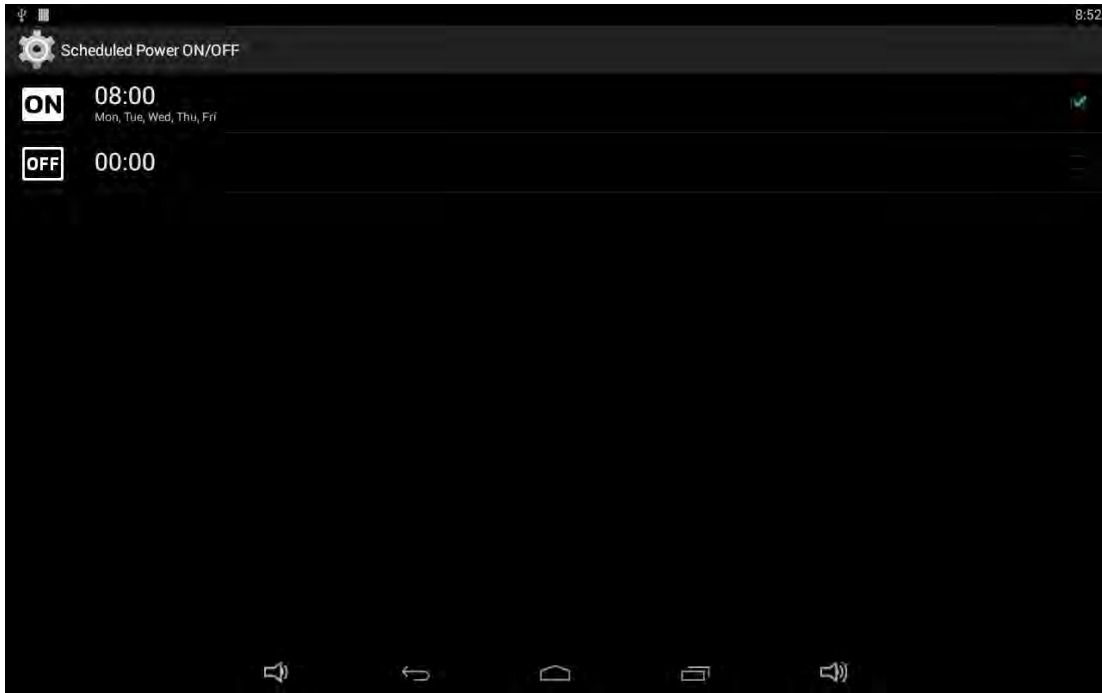 8:52
Scheduled Power ON/OFF
ON
08:00
Mon, Tue, Wed, Thu, Fri
OFF
00:00